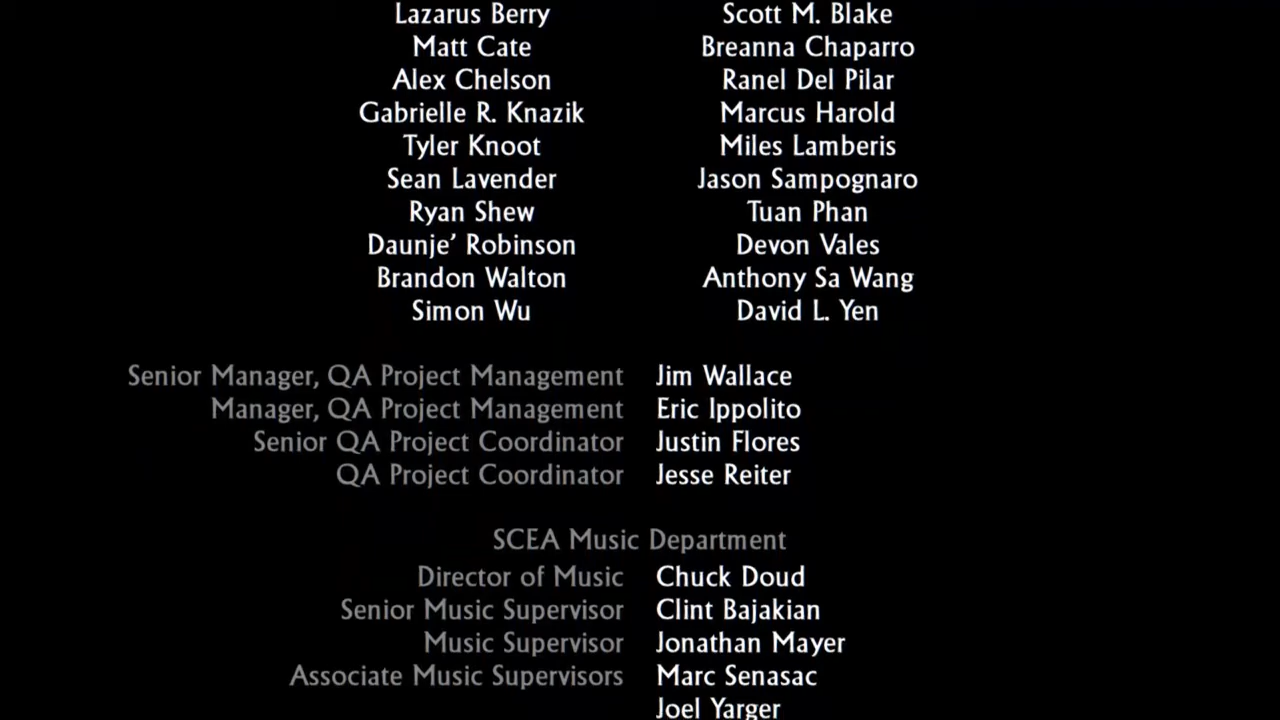 Lazarus Berry Scott M. Blake
Matt Cate Breanna Chaparro
Alex Chelson Ranel Del Pilar
Gabrielle R. Knazik Marcus Harold
Tyler Knoot Miles Lamberis
Sean Lavender Jason Sampognaro
Ryan Shew Tuan Phan
Daunje’ Robinson Devon Vales
Brandon Walton Anthony Sa Wang
Simon Wu David L. Yen
Senior Manager, QA Project Management Jim Wallace
Manager, QA Project Management Eric Ippolito
Senior QA Project Coordinator Justin Flores
QA Project Coordinator Jesse Reiter
SCEA Music Department
Director of Music Chuck Doud
Senior Music Supervisor Clint Bajakian
Music Supervisor Jonathan Mayer
Associate Music Supervisors Marc Senasac
Joel Yarger